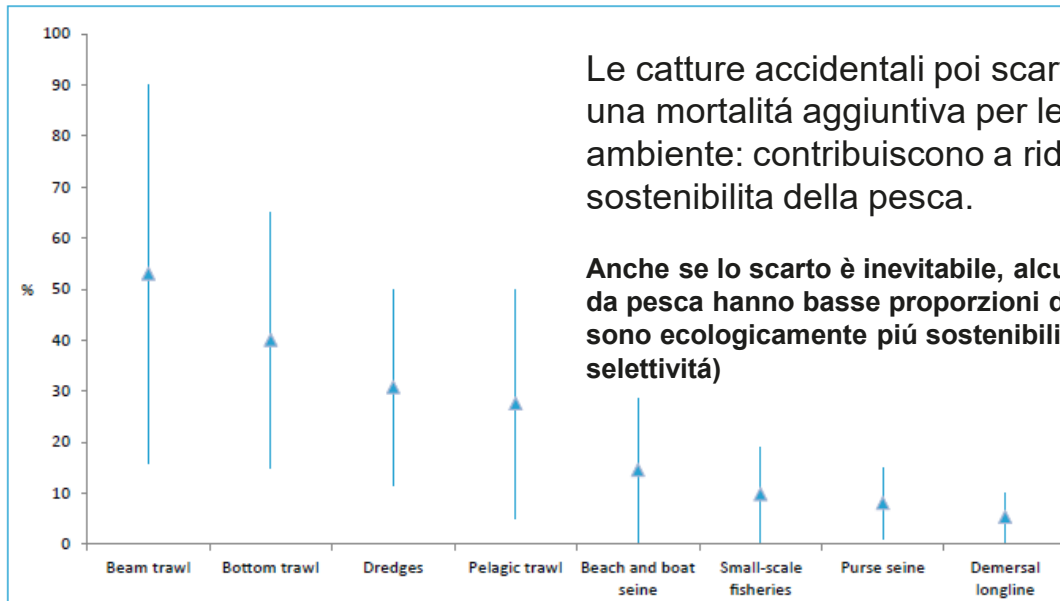 Le catture accidentali poi scar
una mortalitá aggiuntiva per le
ambiente: contribuiscono a rid
sostenibilita della pesca.
Anche se lo scarto è inevitabile, alcu
da pesca hanno basse proporzioni d
sono ecologicamente piú sostenibili
selettivitá)
100
90
80
70
60
% 50
40
30
20
10
0
Beam trawl Bottom trawl Dredges Pelagic trawl Beach and boat Small-scale Purse seine Demersal
seine fisheries longline